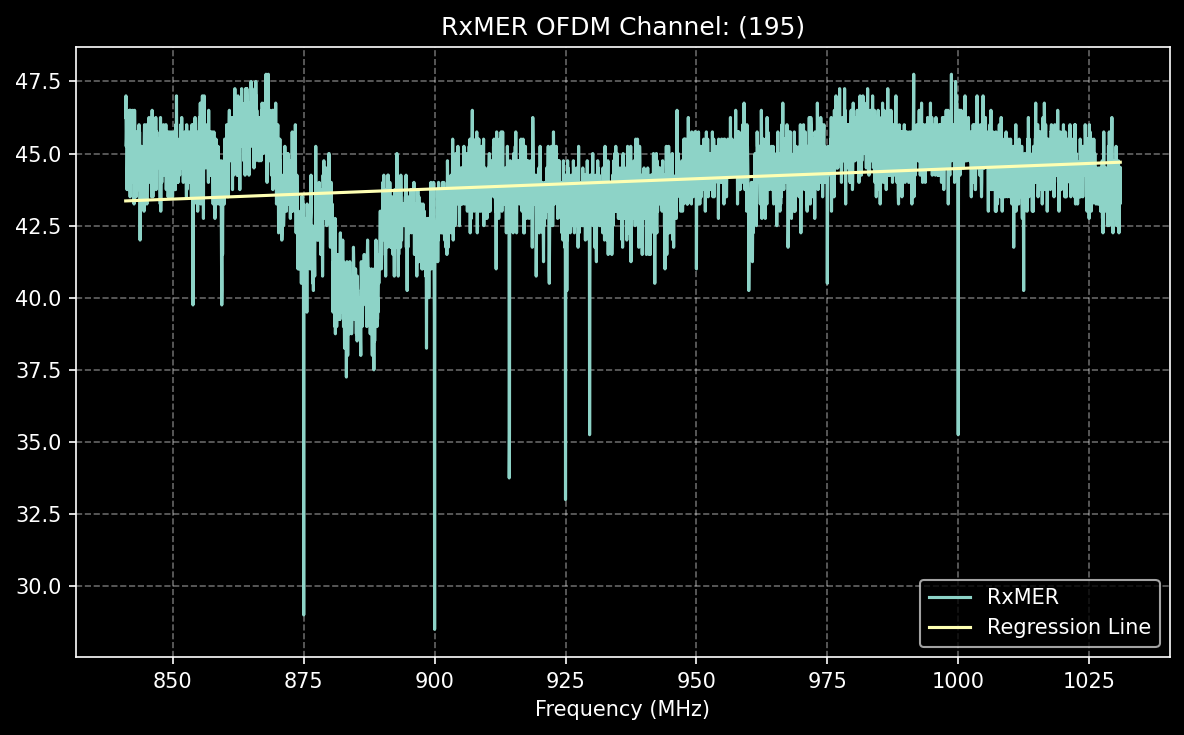 RxMER OFDM Channel: (195)
47.5
45.0
42.5
40.0
37.5
35.0
32.5
30.0
RxMER
Regression Line
850 875 900 925 950 975 1000 1025
Frequency (MHz)